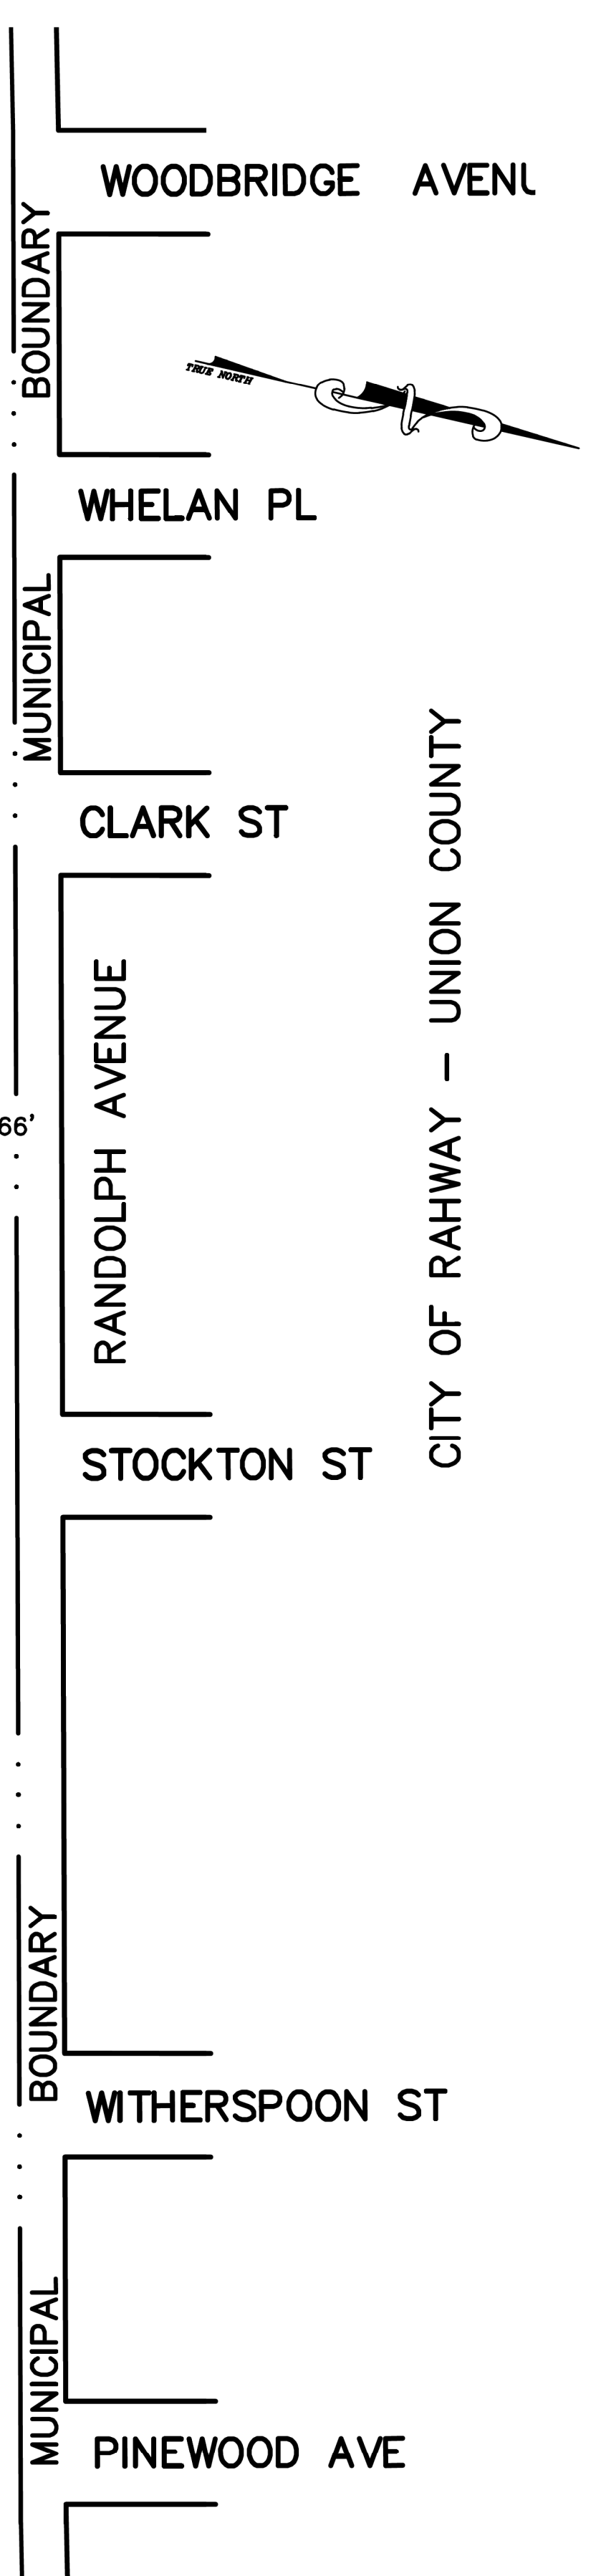 WOODBRIDGE AVENU
BOUNDARY
TRUE NORTH
N
WHELAN PL
MUNICIPAL
CLARK ST
CITY OF RAHWAY – UNION COUNTY
RANDOLPH AVENUE
66'
STOCKTON ST
BOUNDARY
WITHERSPOON ST
MUNICIPAL
PINEWOOD AVE